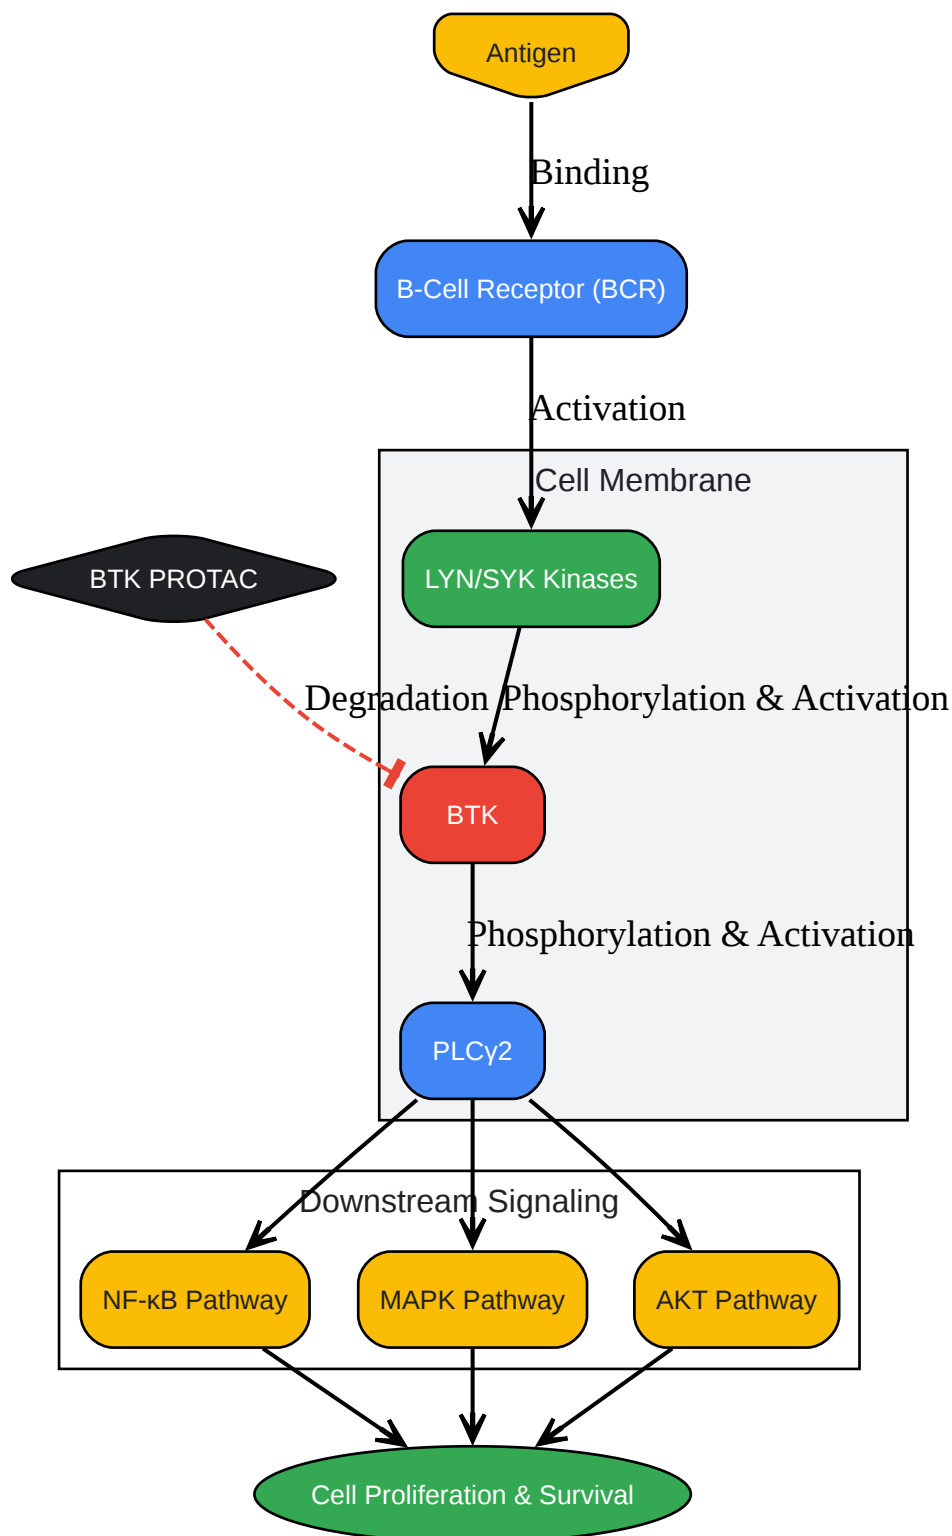 Antigen
Binding
B-Cell Receptor (BCR)
Activation
Cell Membrane
BTK PROTAC
LYN/SYK Kinases
Degradation
Phosphorylation & Activation
BTK
Phosphorylation & Activation
PLCγ2
Downstream Signaling
NF-κB Pathway
MAPK Pathway
AKT Pathway
Cell Proliferation & Survival